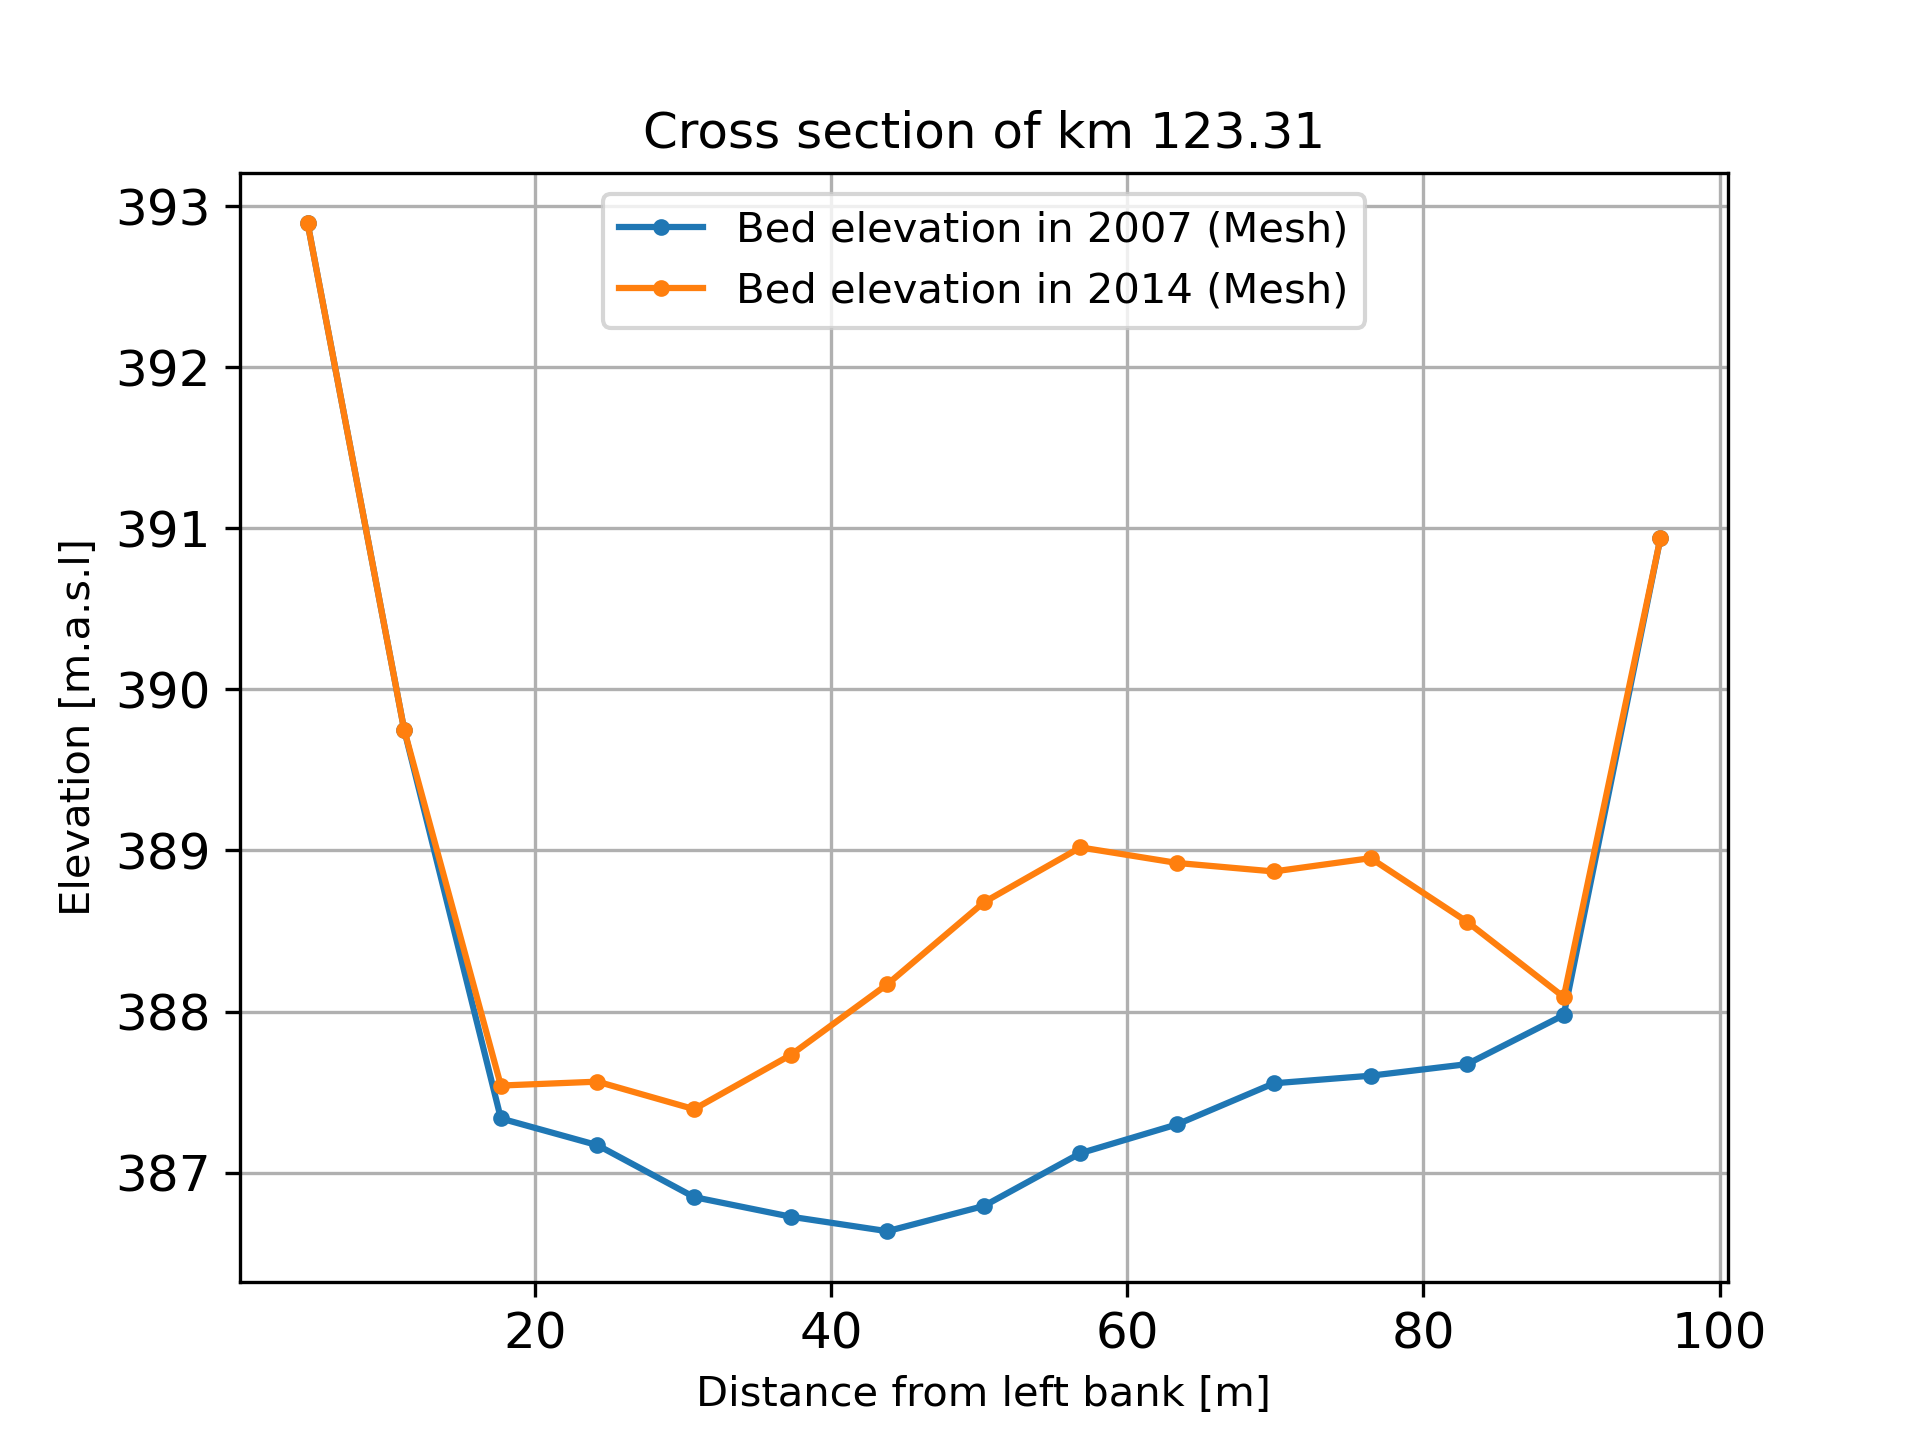 Cross section of km 123.31
Bed elevation in 2007 (Mesh)
Bed elevation in 2014 (Mesh)
393
392
391
390
389
388
387
Elevation [m.a.s.l]
20 40 60 80 100
Distance from left bank [m]